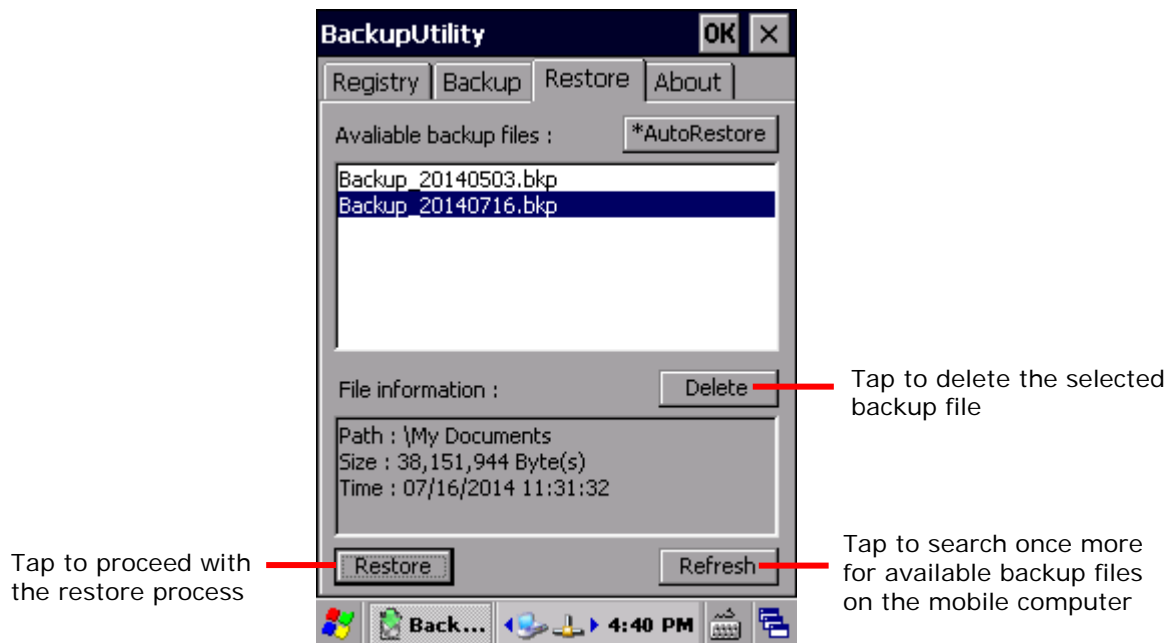 BackupUtility OK ×
Registry Backup Restore About
Avaliable backup files : *AutoRestore
Backup_20140503.bkp
Backup_20140716.bkp
File information : Delete
Tap to delete the selected
backup file
Path : \My Documents
Size : 38,151,944 Byte(s)
Time : 07/16/2014 11:31:32
Tap to proceed with
the restore process
Restore Refresh
Tap to search once more
for available backup files
on the mobile computer
Back... 4:40 PM